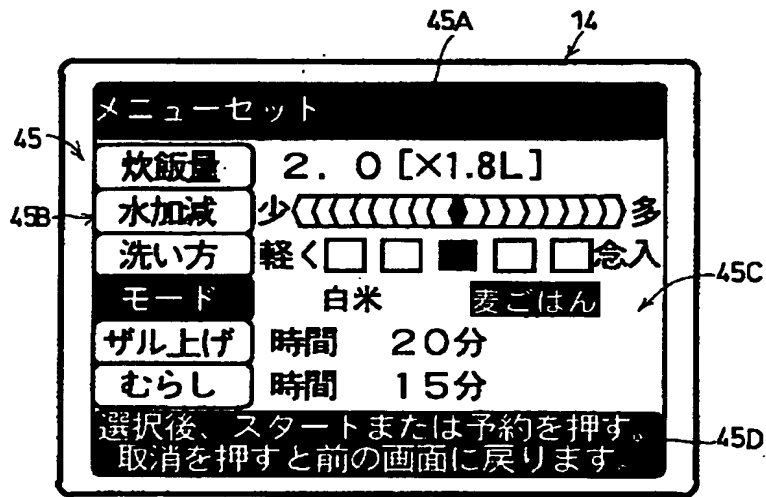 45A
14
メニューセット
45
炊飯量 2.0[×1.8L]
45B
水加減 少 多
洗い方 軽く 念入
モード 白米 麦ごはん
45C
ザル上げ 時間 20分
むらし 時間 15分
選択後、スタートまたは予約を押す。
45D
取消を押すと前の画面に戻ります。